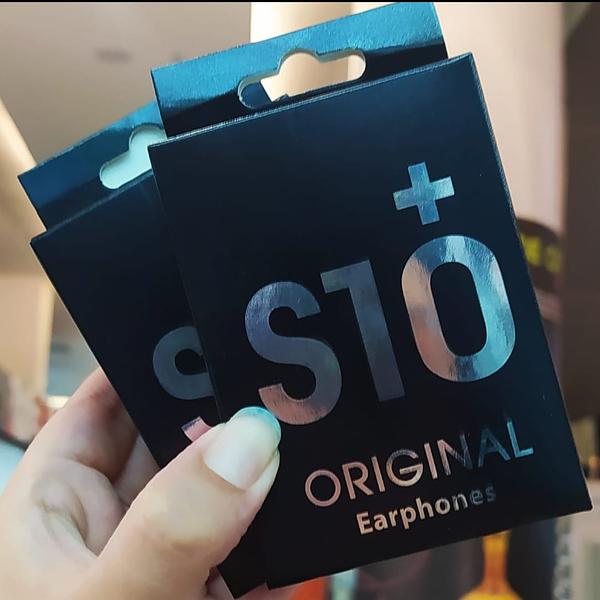 +
S10
ORIGINAL
Earphones
S